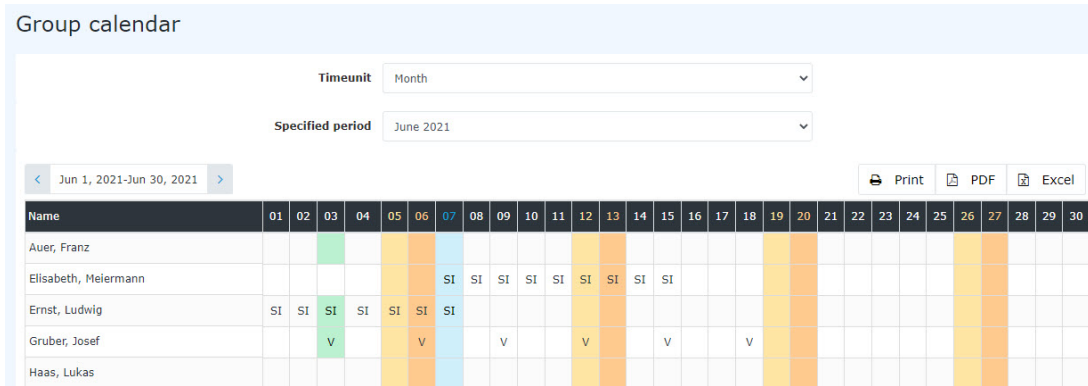 Group calendar
Timeunit Month
Specified period June 2021
Jun 1, 2021-Jun 30, 2021 Print PDF Excel
Name 01 02 03 04 05 06 07 08 09 10 11 12 13 14 15 16 17 18 19 20 21 22 23 24 25 26 27 28 29 30
Auer, Franz
Elisabeth, Meiermann SI SI SI SI SI SI SI SI SI
Ernst, Ludwig SI SI SI SI SI SI SI
Gruber, Josef V V V V V V
Haas, Lukas